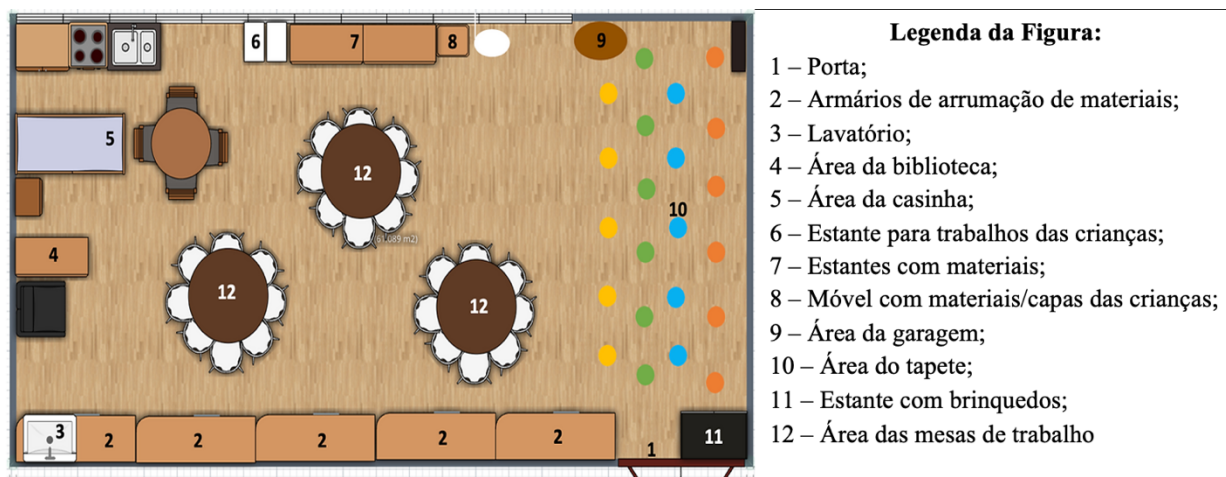 6
7
8
9
5
12
10
4
12
12
61.089 m2)
3
2
2
2
2
2
1
11
Legenda da Figura:
1 – Porta;
2 – Armários de arrumação de materiais;
3 – Lavatório;
4 – Área da biblioteca;
5 – Área da casinha;
6 – Estante para trabalhos das crianças;
7 – Estantes com materiais;
8 – Móvel com materiais/capas das crianças;
9 – Área da garagem;
10 – Área do tapete;
11 – Estante com brinquedos;
12 – Área das mesas de trabalho